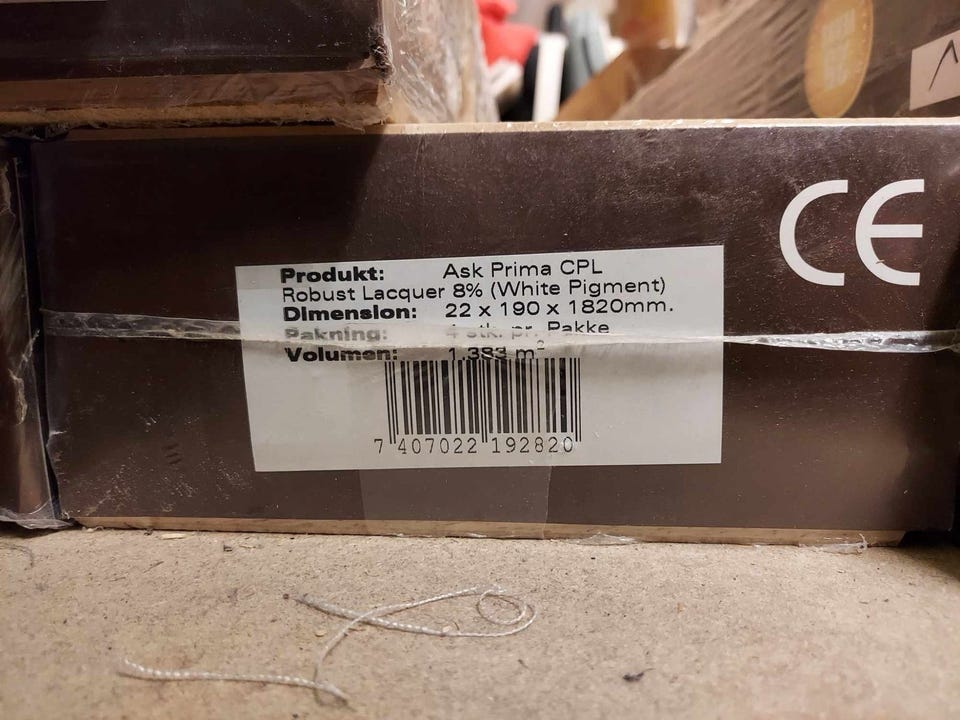 CE
Produkt: Ask Prima CPL
Robust Lacquer 8% (White Pigment)
Dimension: 22 x 190 x 1820mm.
Pakning: 4 stk. pr. Pakke
Volumen: 1.383 m²
7 407022 192820